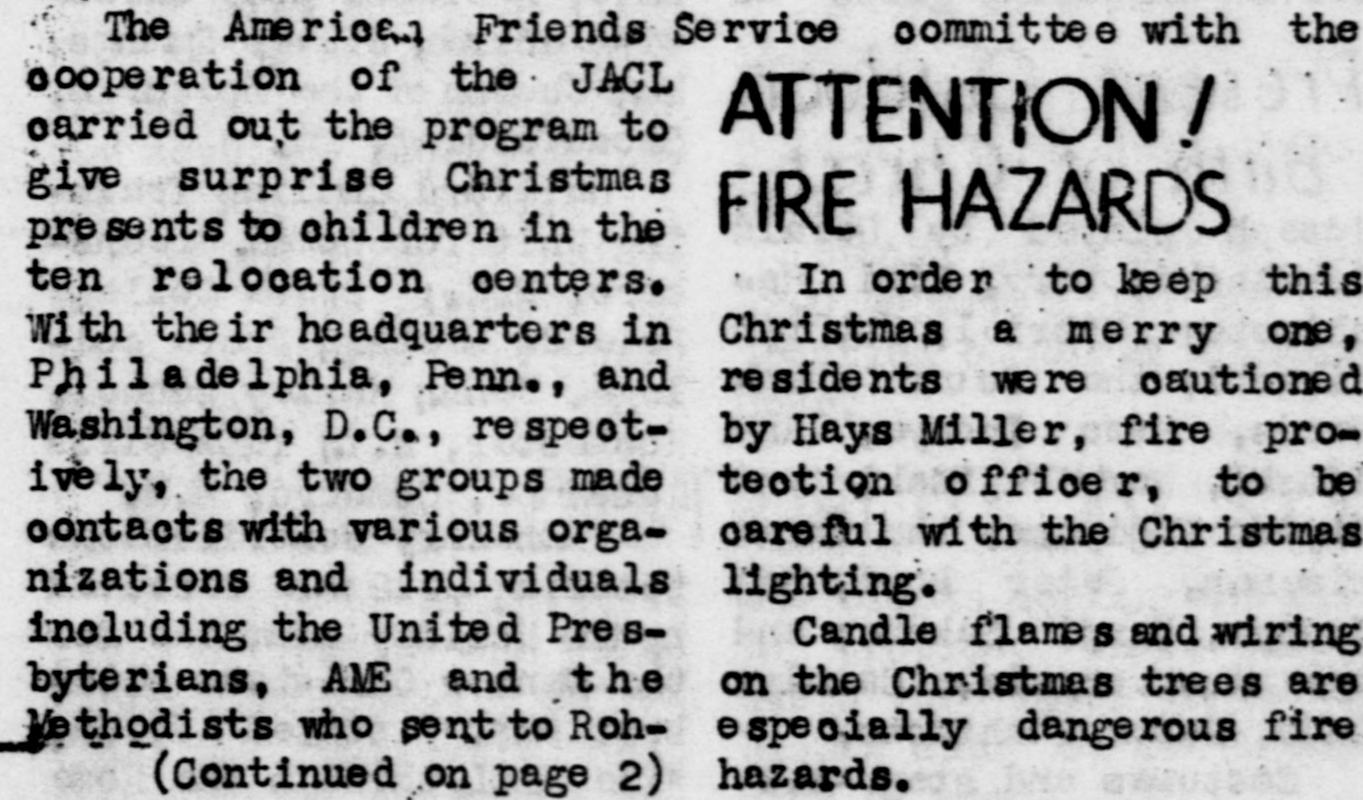 The American Friends Service committee with the
cooperation of the JACL
carried out the program to
give surprise Christmas
presents to children in the
ten relocation centers.
With their headquarters in
Philadelphia, Penn., and
Washington, D.C., respect-
ively, the two groups made
contacts with various orga-
nizations and individuals
including the United Pres-
byterians, AME and the
Methodists who sent to Roh-
(Continued on page 2)
ATTENTION!
FIRE HAZARDS
In order to keep this
Christmas a merry one,
residents were cautioned
by Hays Miller, fire pro-
tection officer, to be
careful with the Christmas
lighting.
Candle flames and wiring
on the Christmas trees are
especially dangerous fire
hazards.